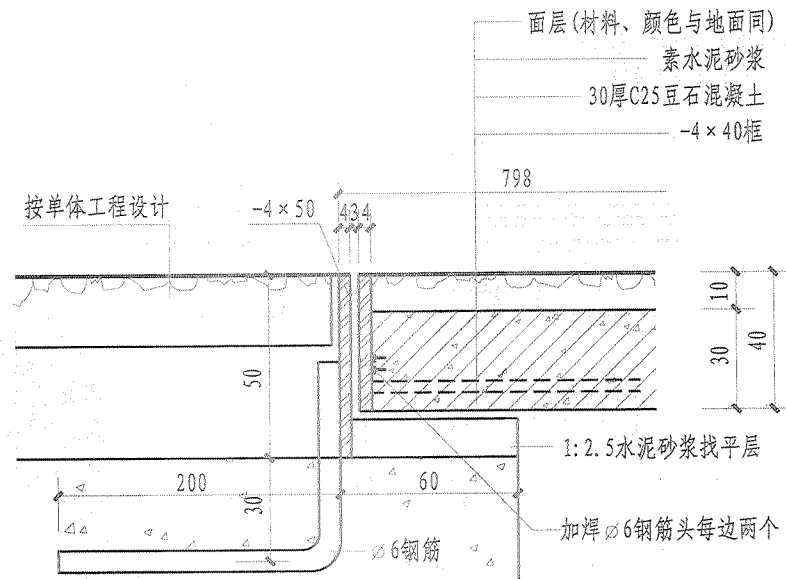 面层(材料、颜色与地面同)
素水泥砂浆
30厚C25豆石混凝土
-4×40框
798
按单体工程设计
-4×50
4 3 4
10
30
40
50
1:2.5水泥砂浆找平层
200
60
30
加焊∅6钢筋头每边两个
∅6钢筋